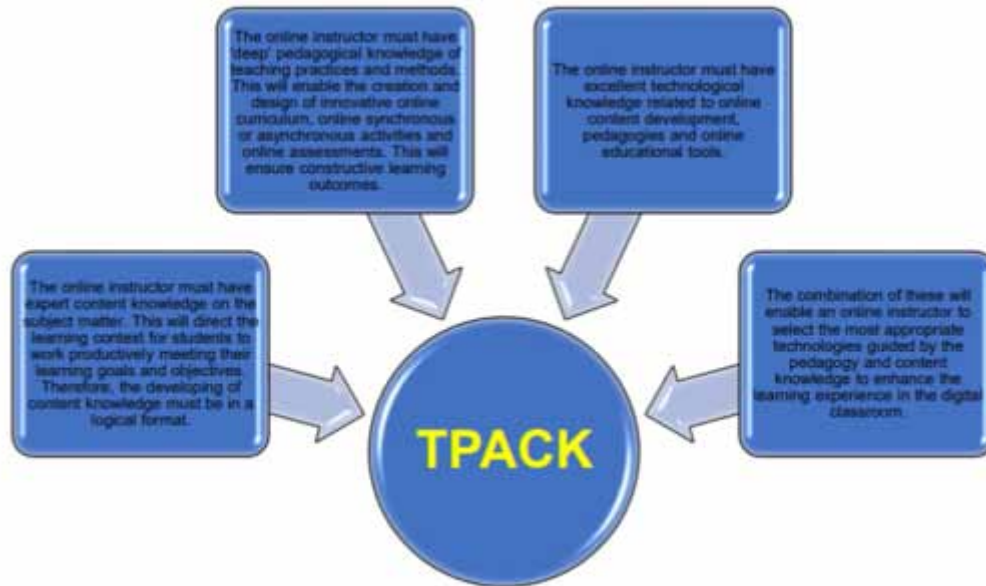 The online instructor must have
'deep' pedagogical knowledge of
teaching practices and methods.
This will enable the creation and
design of innovative online
curriculum, online synchronous
or asynchronous activities and
online assessments. This will
ensure constructive learning
outcomes.
The online instructor must have
excellent technological
knowledge related to online
content development,
pedagogies and online
educational tools.
The online instructor must have
expert content knowledge on the
subject matter. This will direct the
learning context for students to
work productively meeting their
learning goals and objectives.
Therefore, the developing of
content knowledge must be in a
logical format.
The combination of these will
enable an online instructor to
select the most appropriate
technologies guided by the
pedagogy and content
knowledge to enhance the
learning experience in the digital
classroom.
TPACK